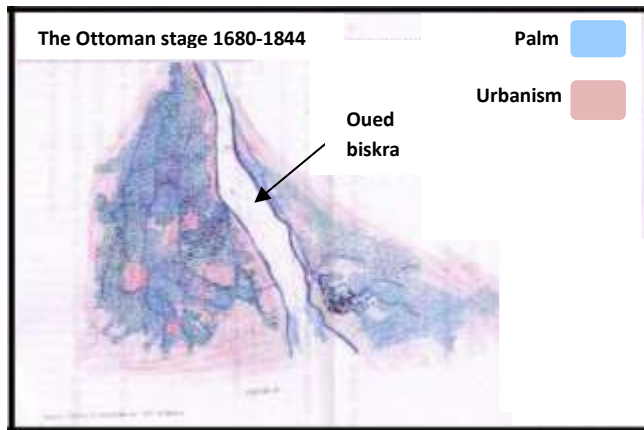 The Ottoman stage 1680-1844
Palm
Urbanism
Oued
biskra